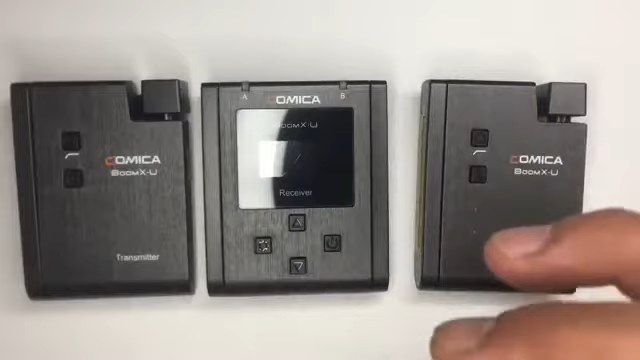 COMICA
BOOMX-U
Transmitter
A
B
COMICA
BOOMX-U
Receiver
COMICA
BOOMX-U